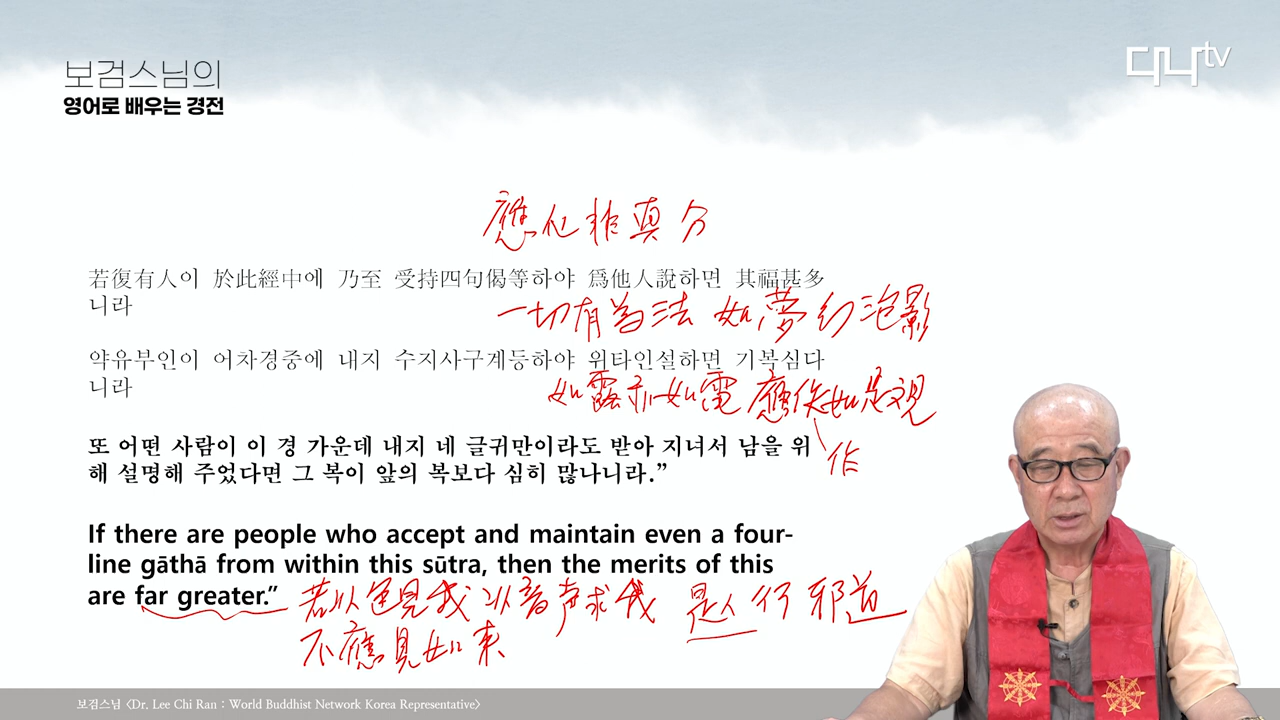 보검스님의
영어로 배우는 경전
다나tv
應化非真分
若復有人이 於此經中에 乃至 受持四句偈等하야 爲他人說하면 其福甚多
니라
一切有為法 如夢幻泡影
약유부인이 어차경중에 내지 수지사구게등하야 위타인설하면 기복심다
니라
如露亦如電 應作如是观
作
또 어떤 사람이 이 경 가운데 내지 네 글귀만이라도 받아 지녀서 남을 위
해 설명해 주었다면 그 복이 앞의 복보다 심히 많나니라.”
If there are people who accept and maintain even a four-
line gāthā from within this sūtra, then the merits of this
are far greater.”
若以色見我 以音声求我 是人行邪道
不應見如来
보검스님 <Dr. Lee Chi Ran : World Buddhist Network Korea Representative>